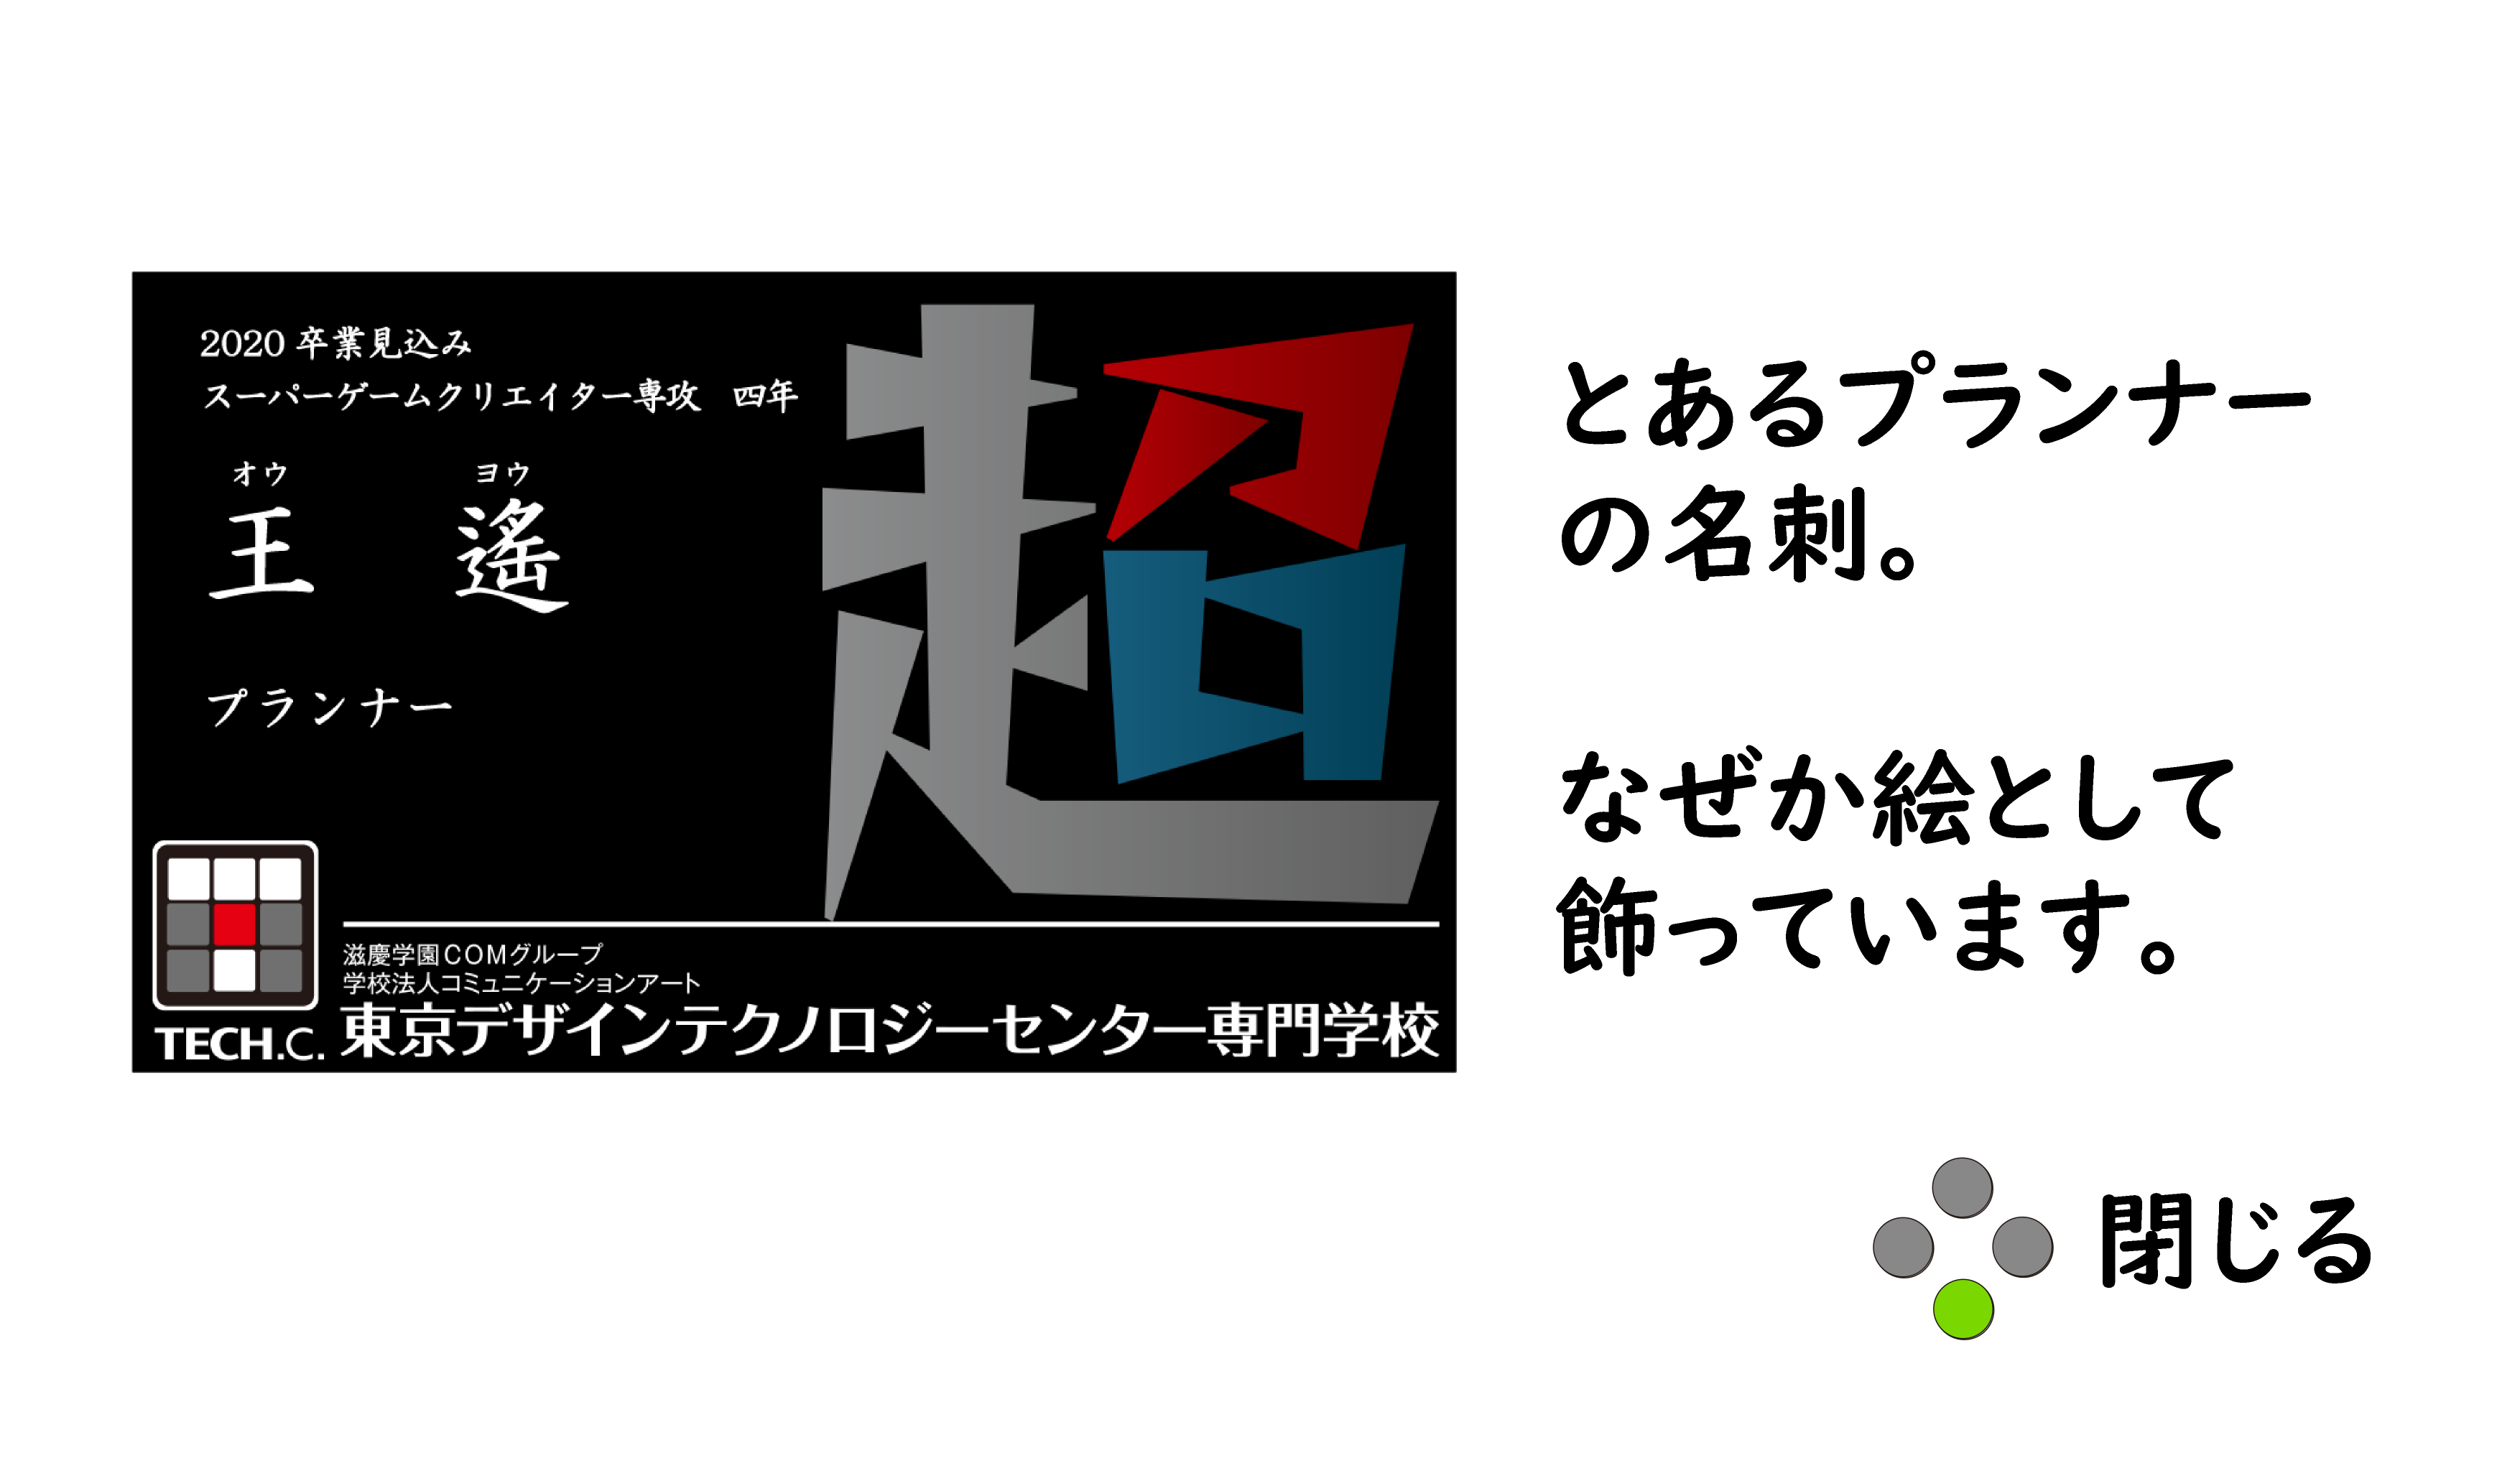 2020 卒業見込み
スーパーゲームクリエイター専攻　四年
オウ　ヨウ
王　遙
プランナー
超
滋慶学園COMグループ
学校法人コミュニケーションアート
東京デザインテクノロジーセンター専門学校
TECH.C.
とあるプランナー
の名刺。
なぜか絵として
飾っています。
閉じる